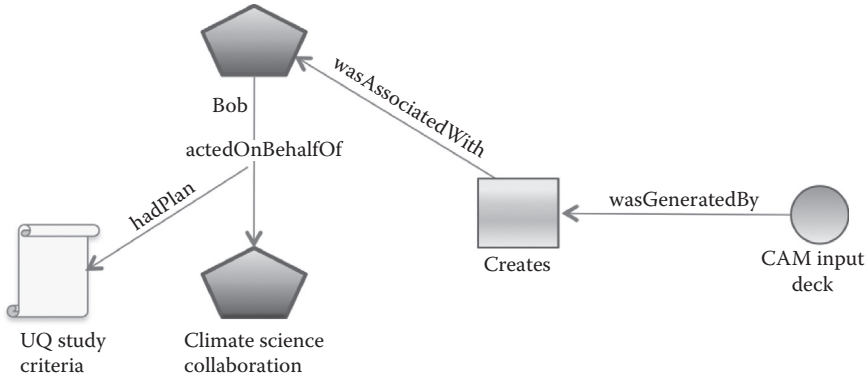 Bob
wasAssociatedWith
actedOnBehalfOf
hadPlan
wasGeneratedBy
Creates
CAM input
deck
UQ study
criteria
Climate science
collaboration